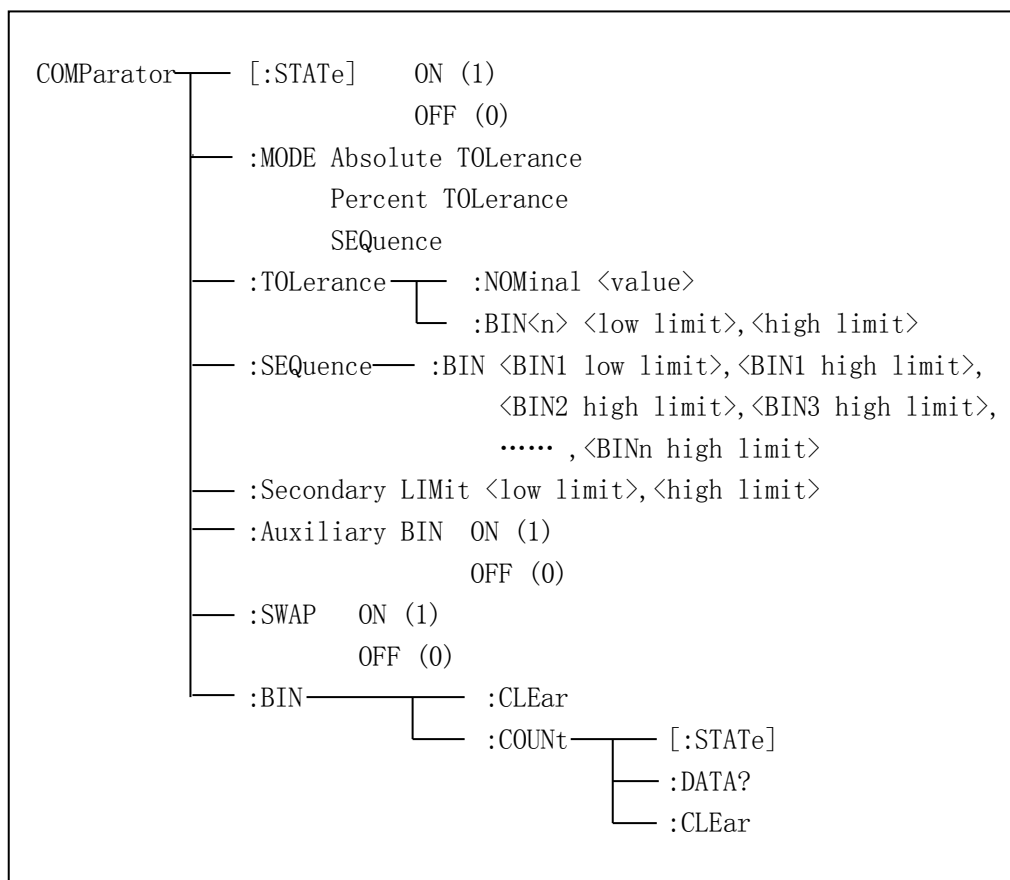 COMParator [:STATe] ON (1)
OFF (0)
:MODE Absolute TOLerance
Percent TOLerance
SEQuence
:TOLerance :NOMinal <value>
:BIN<n> <low limit>,<high limit>
:SEQuence :BIN <BIN1 low limit>,<BIN1 high limit>,
<BIN2 high limit>,<BIN3 high limit>,
…… ,<BINn high limit>
:Secondary LIMit <low limit>,<high limit>
:Auxiliary BIN ON (1)
OFF (0)
:SWAP ON (1)
OFF (0)
:BIN :CLEar
:COUNt [:STATe]
:DATA?
:CLEar